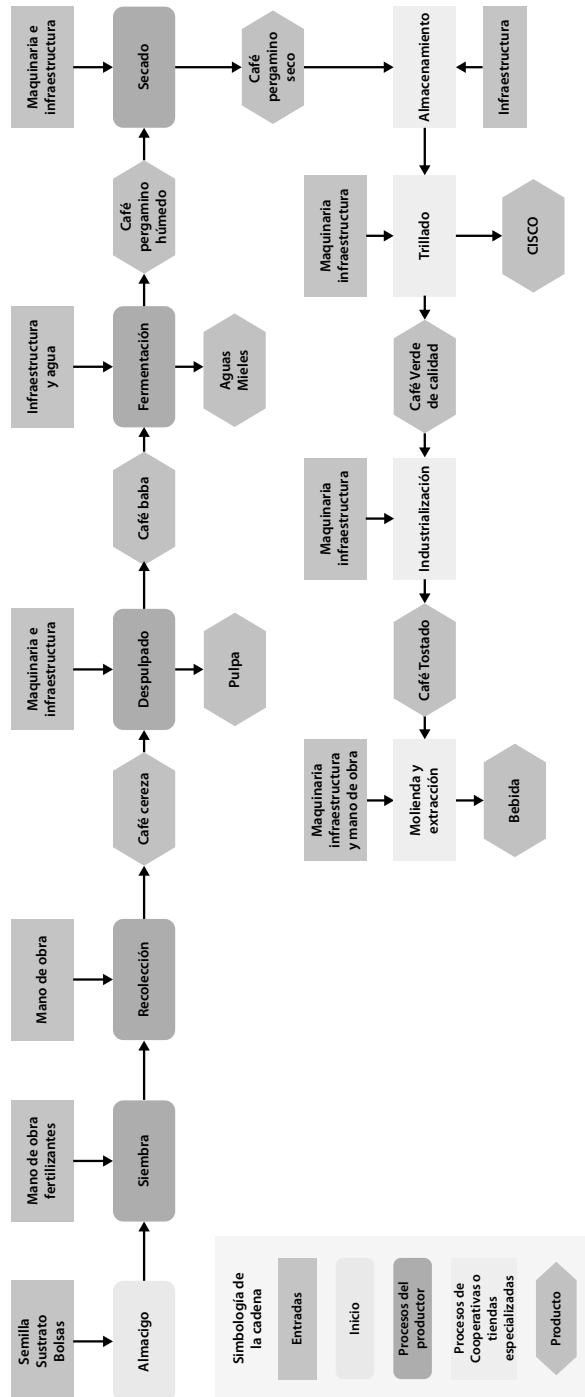 Semilla
Sustrato
Bolsas
Almacigo
Mano de obra
fertilizantes
Siembra
Mano de obra
Recolección
Café cereza
Maquinaria e
infraestructura
Despulpado
Pulpa
Café baba
Infraestructura
y agua
Fermentación
Aguas
Mieles
Café
pergamino
húmedo
Maquinaria e
infraestructura
Secado
Café
pergamino
seco
Infraestructura
Almacenamiento
Maquinaria
infraestructura
Trillado
CISCO
Café Verde
de calidad
Maquinaria
infraestructura
Industrialización
Café Tostado
Maquinaria
infraestructura
y mano de obra
Molienda y
extracción
Bebida
Simbología de
la cadena
Entradas
Inicio
Procesos del
productor
Procesos de
Cooperativas o
tiendas
especializadas
Producto